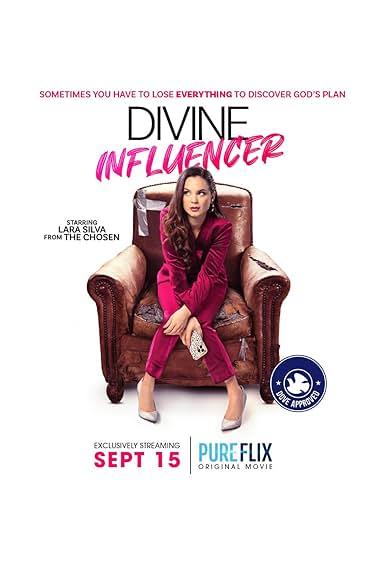 SOMETIMES YOU HAVE TO LOSE EVERYTHING TO DISCOVER GOD'S PLAN
DIVINE
INFLUENCER
STARRING
LARA SILVA
FROM THE CHOSEN
DOVE APPROVED
EXCLUSIVELY STREAMING
SEPT 15
PUREFLIX
ORIGINAL MOVIE